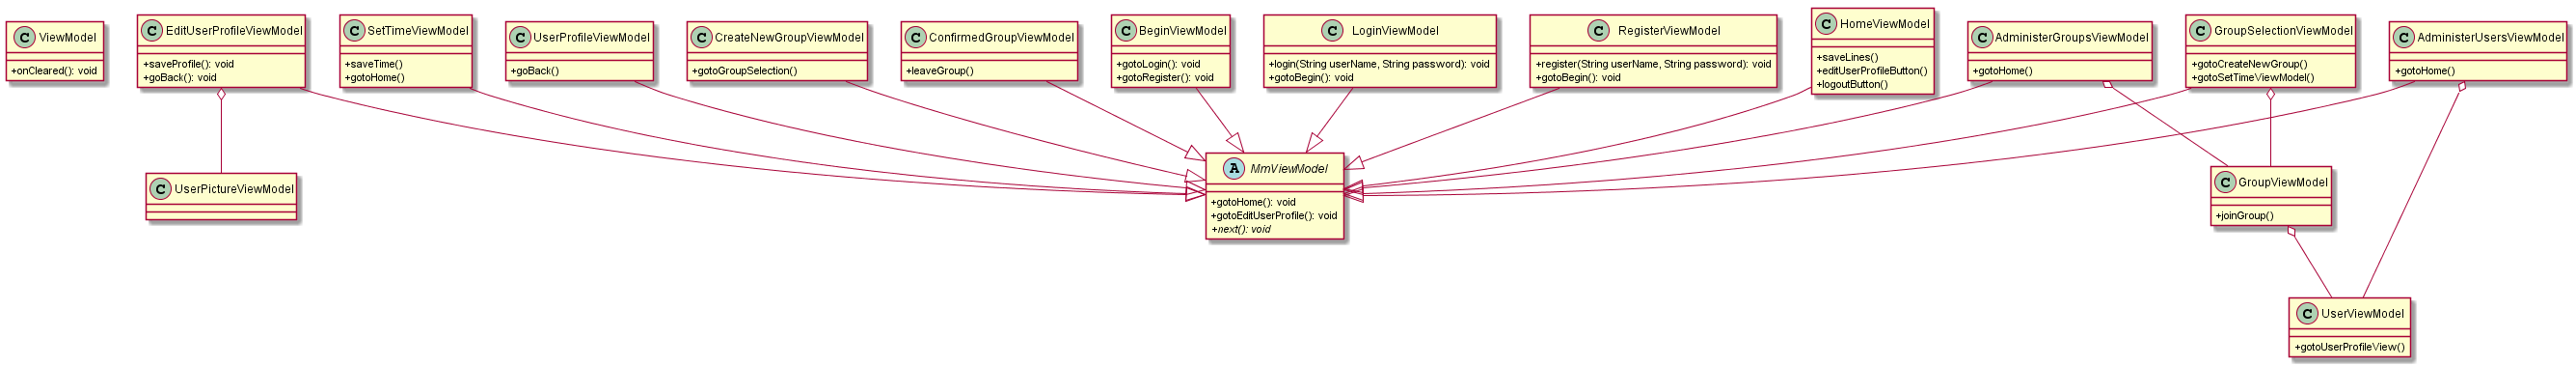 C ViewModel
+onCleared(): void
C EditUserProfileViewModel
+saveProfile(): void
+goBack(): void
C SetTimeViewModel
+saveTime()
+gotoHome()
C UserProfileViewModel
+goBack()
C CreateNewGroupViewModel
+gotoGroupSelection()
C ConfirmedGroupViewModel
+leaveGroup()
C BeginViewModel
+gotoLogin(): void
+gotoRegister(): void
C LoginViewModel
+login(String userName, String password): void
+gotoBegin(): void
C RegisterViewModel
+register(String userName, String password): void
+gotoBegin(): void
C HomeViewModel
+saveLines()
+editUserProfileButton()
+logoutButton()
C AdministerGroupsViewModel
+gotoHome()
C GroupSelectionViewModel
+gotoCreateNewGroup()
+gotoSetTimeViewModel()
C AdministerUsersViewModel
+gotoHome()
C UserPictureViewModel
A MmViewModel
+gotoHome(): void
+gotoEditUserProfile(): void
+next(): void
C GroupViewModel
+joinGroup()
C UserViewModel
+gotoUserProfileView()